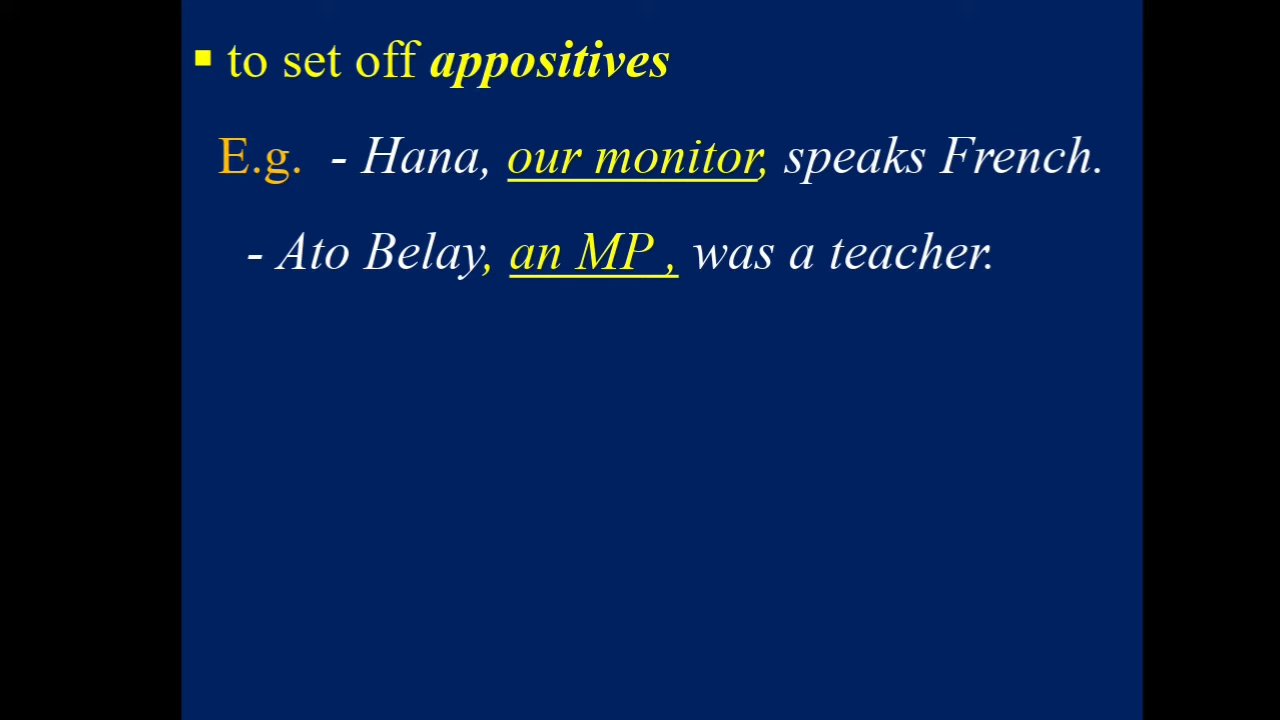 ▪ to set off appositives
E.g. - Hana, our monitor, speaks French.
- Ato Belay, an MP , was a teacher.